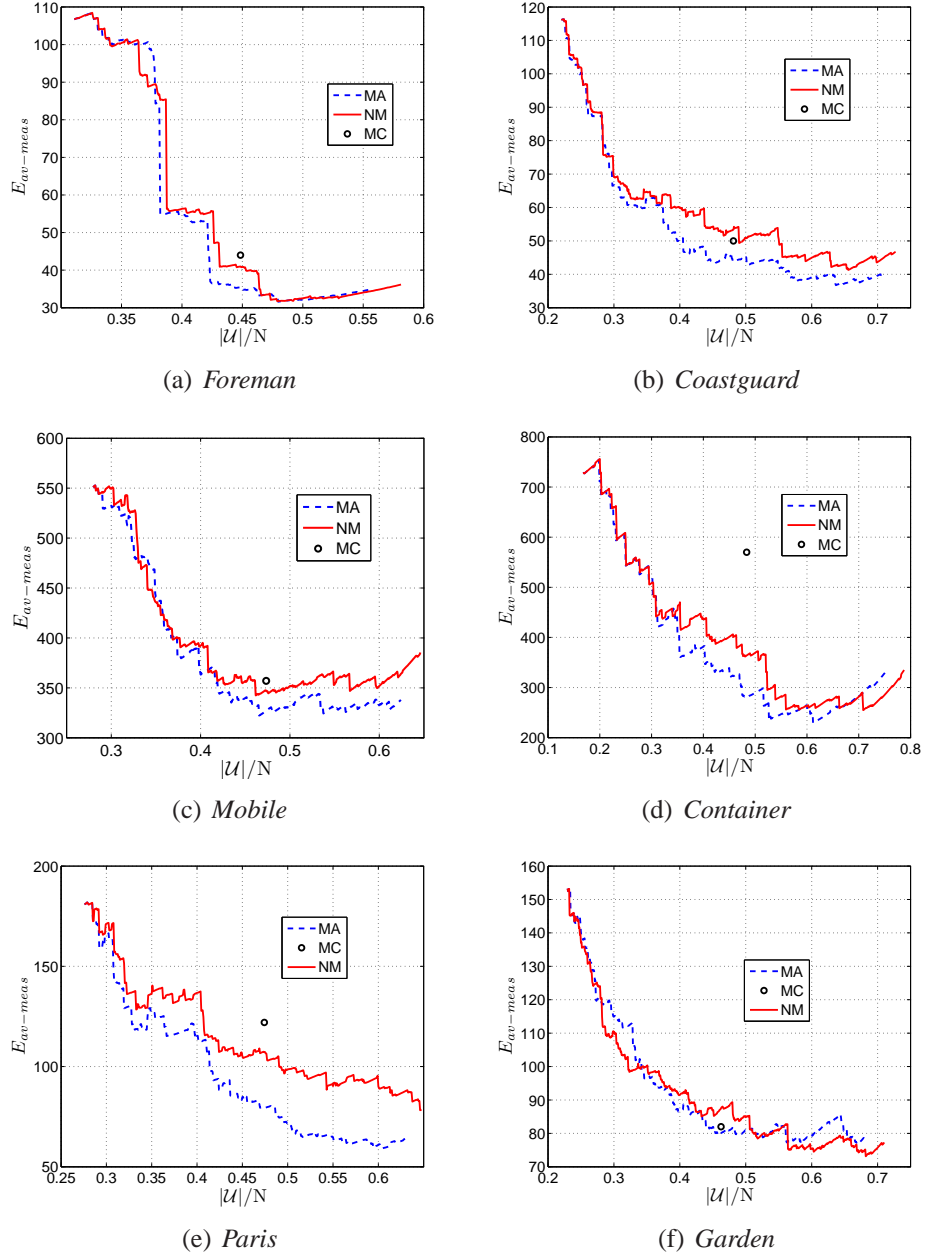 110
100
90
80
70
60
50
40
30
E_{av-meas}
MA
NM
MC
0.35 0.4 0.45 0.5 0.55 0.6
|𝒰|/N
(a) Foreman
120
110
100
90
80
70
60
50
40
30
E_{av-meas}
MA
NM
MC
0.2 0.3 0.4 0.5 0.6 0.7
|𝒰|/N
(b) Coastguard
600
550
500
450
400
350
300
E_{av-meas}
MA
NM
MC
0.3 0.4 0.5 0.6
|𝒰|/N
(c) Mobile
800
700
600
500
400
300
200
E_{av-meas}
MA
NM
MC
0.1 0.2 0.3 0.4 0.5 0.6 0.7 0.8
|𝒰|/N
(d) Container
200
150
100
50
E_{av-meas}
MA
MC
NM
0.25 0.3 0.35 0.4 0.45 0.5 0.55 0.6
|𝒰|/N
(e) Paris
160
150
140
130
120
110
100
90
80
70
E_{av-meas}
MA
MC
NM
0.2 0.3 0.4 0.5 0.6 0.7
|𝒰|/N
(f) Garden